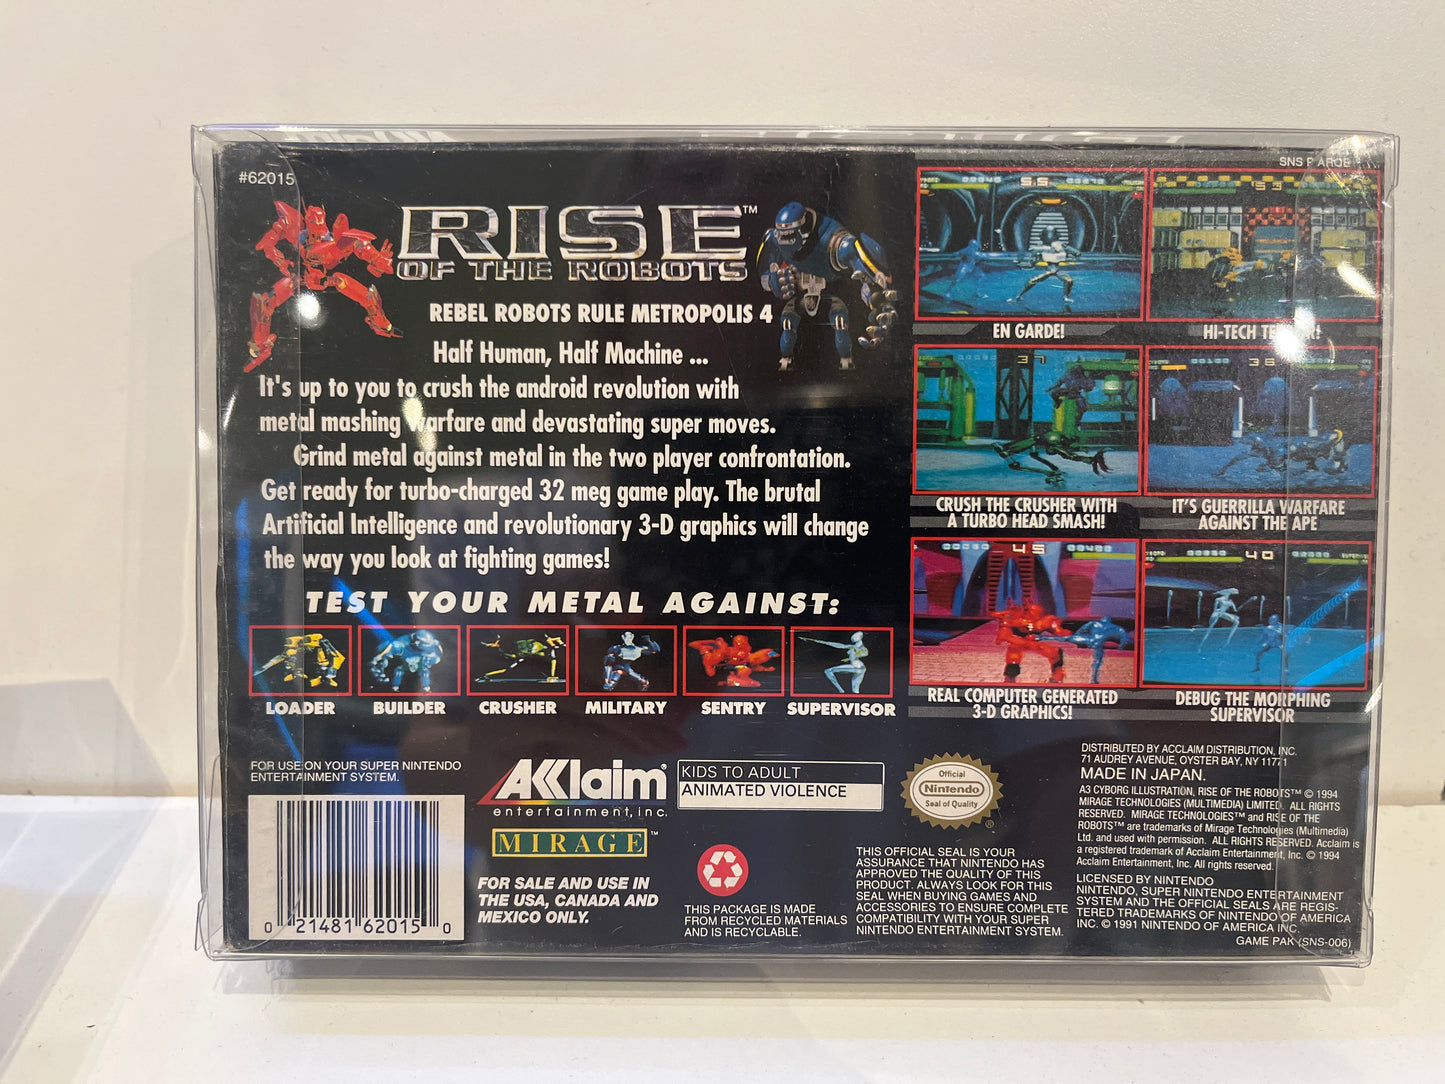 #62015
SNS P AROE
RISE™
OF THE ROBOTS
REBEL ROBOTS RULE METROPOLIS 4
Half Human, Half Machine ...
It's up to you to crush the android revolution with
metal mashing warfare and devastating super moves.
Grind metal against metal in the two player confrontation.
Get ready for turbo-charged 32 meg game play. The brutal
Artificial Intelligence and revolutionary 3-D graphics will change
the way you look at fighting games!
TEST YOUR METAL AGAINST:
LOADER
BUILDER
CRUSHER
MILITARY
SENTRY
SUPERVISOR
55
53
EN GARDE!
HI-TECH
37
36
CRUSH THE CRUSHER WITH
A TURBO HEAD SMASH!
IT'S GUERRILLA WARFARE
AGAINST THE APE
45
40
REAL COMPUTER GENERATED
3-D GRAPHICS!
DEBUG THE MORPHING
SUPERVISOR
FOR USE ON YOUR SUPER NINTENDO
ENTERTAINMENT SYSTEM.
0 21481 62015 0
AKKlaim®
entertainment, inc.
MIRAGE™
FOR SALE AND USE IN
THE USA, CANADA AND
MEXICO ONLY.
KIDS TO ADULT
ANIMATED VIOLENCE
THIS PACKAGE IS MADE
FROM RECYCLED MATERIALS
AND IS RECYCLABLE.
Official
Nintendo
Seal of Quality
®
THIS OFFICIAL SEAL IS YOUR
ASSURANCE THAT NINTENDO HAS
APPROVED THE QUALITY OF THIS
PRODUCT. ALWAYS LOOK FOR THIS
SEAL WHEN BUYING GAMES AND
ACCESSORIES TO ENSURE COMPLETE
COMPATIBILITY WITH YOUR SUPER
NINTENDO ENTERTAINMENT SYSTEM.
DISTRIBUTED BY ACCLAIM DISTRIBUTION, INC.
71 AUDREY AVENUE, OYSTER BAY, NY 11771
MADE IN JAPAN.
A3 CYBORG ILLUSTRATION, RISE OF THE ROBOTS™ © 1994
MIRAGE TECHNOLOGIES (MULTIMEDIA) LIMITED. ALL RIGHTS
RESERVED. MIRAGE TECHNOLOGIES™ and RISE OF THE
ROBOTS™ are trademarks of Mirage Technologies (Multimedia)
Ltd. and used with permission. ALL RIGHTS RESERVED. Acclaim is
a registered trademark of Acclaim Entertainment, Inc. © 1994
Acclaim Entertainment, Inc. All rights reserved.
LICENSED BY NINTENDO
NINTENDO, SUPER NINTENDO ENTERTAINMENT
SYSTEM AND THE OFFICIAL SEALS ARE REGIS-
TERED TRADEMARKS OF NINTENDO OF AMERICA
INC. © 1991 NINTENDO OF AMERICA INC.
GAME PAK (SNS-006)